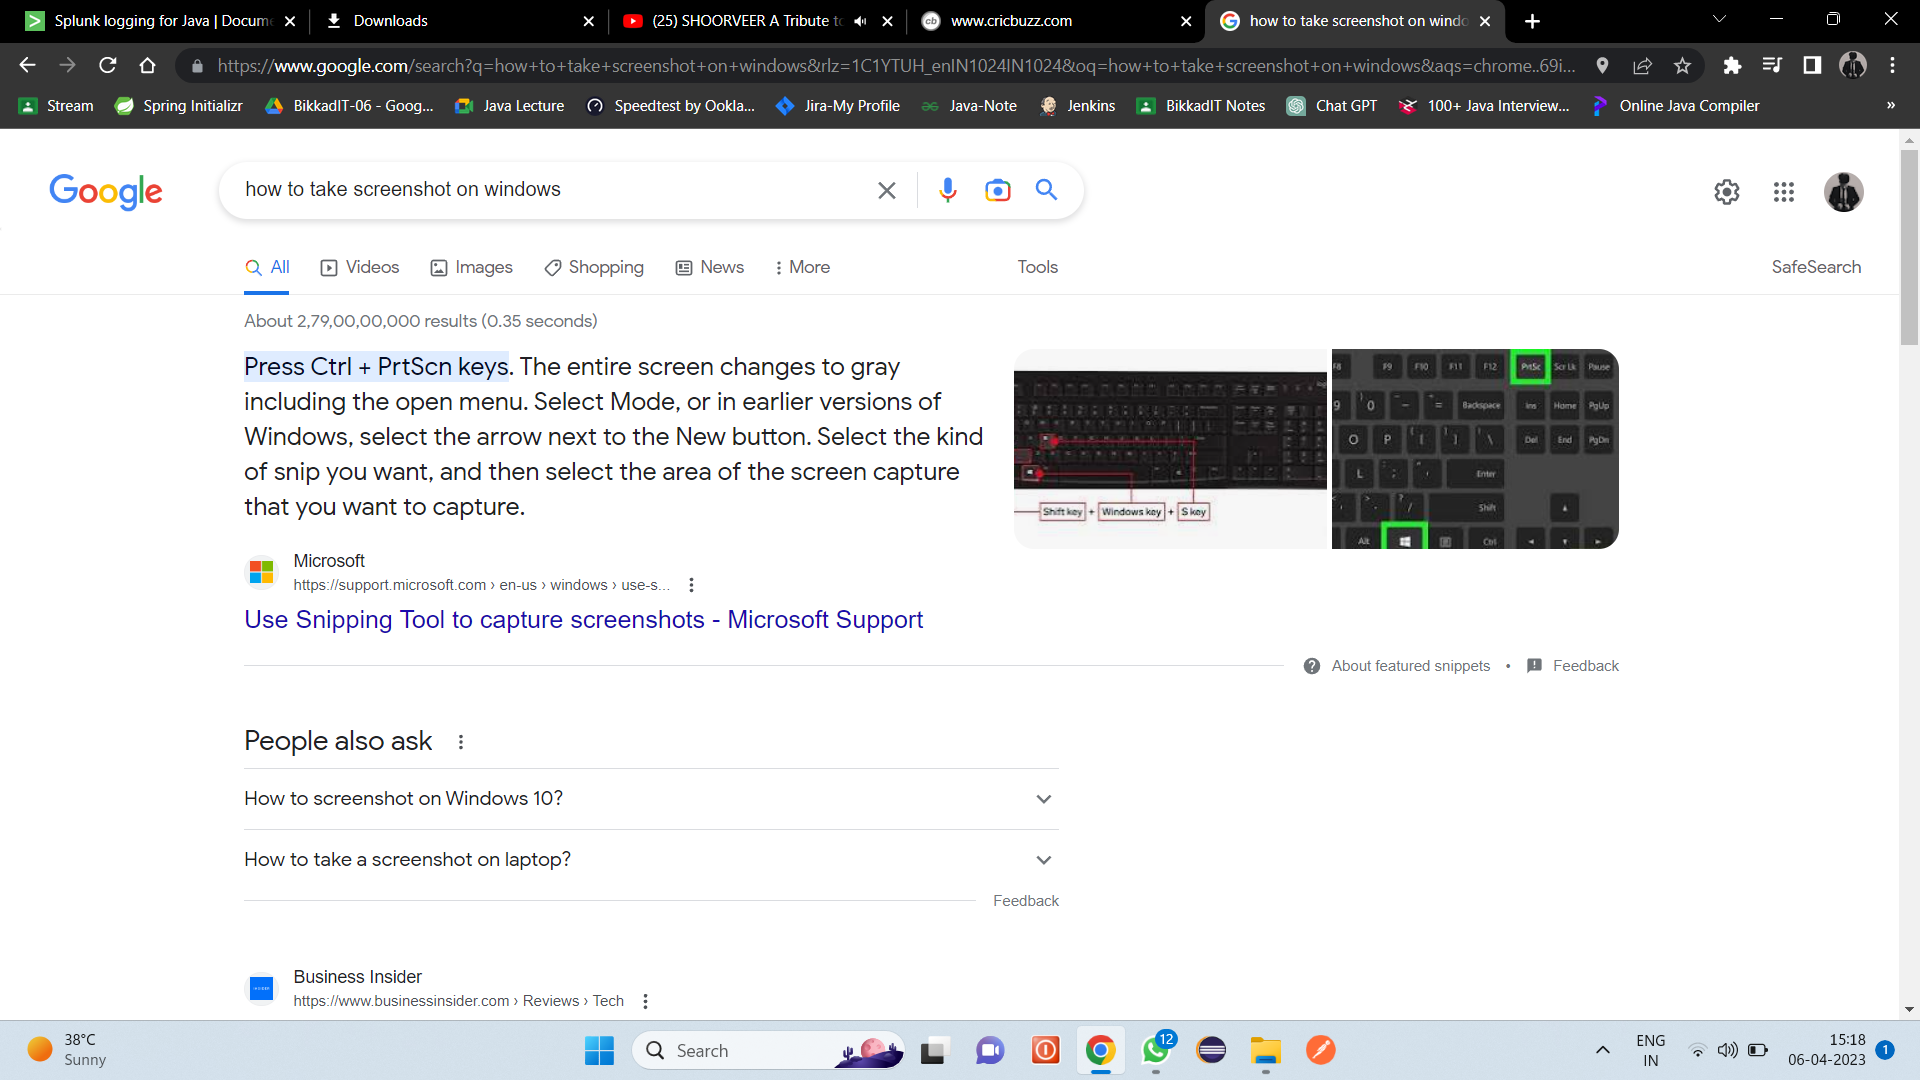 Splunk logging for Java | Docume
Downloads
(25) SHOORVEER A Tribute to
www.cricbuzz.com
how to take screenshot on windo
https://www.google.com/search?q=how+to+take+screenshot+on+windows&rlz=1C1YTUH_enIN1024IN1024&oq=how+to+take+screenshot+on+windows&aqs=chrome..69i...
Stream
Spring Initializr
BikkadIT-06 - Goog...
Java Lecture
Speedtest by Ookla...
Jira-My Profile
Java-Note
Jenkins
BikkadIT Notes
Chat GPT
100+ Java Interview...
Online Java Compiler
»
Google
how to take screenshot on windows
All
Videos
Images
Shopping
News
More
Tools
SafeSearch
About 2,79,00,00,000 results (0.35 seconds)
Press Ctrl + PrtScn keys. The entire screen changes to gray
including the open menu. Select Mode, or in earlier versions of
Windows, select the arrow next to the New button. Select the kind
of snip you want, and then select the area of the screen capture
that you want to capture.
Shift key + Windows key + S key
F8 F9 F10 F11 F12 PrtSc Scr Lk Pause
9 ) 0 _ - + = Backspace Ins Home PgUp
O P { [ } ] | \ Del End PgDn
L : ; " ' Enter
> . ? / Shift
Alt Ctrl
Microsoft
https://support.microsoft.com › en-us › windows › use-s...
Use Snipping Tool to capture screenshots - Microsoft Support
About featured snippets • Feedback
People also ask
How to screenshot on Windows 10?
How to take a screenshot on laptop?
Feedback
Business Insider
https://www.businessinsider.com › Reviews › Tech
38°C
Sunny
Search
12
ENG
IN
15:18
06-04-2023
1